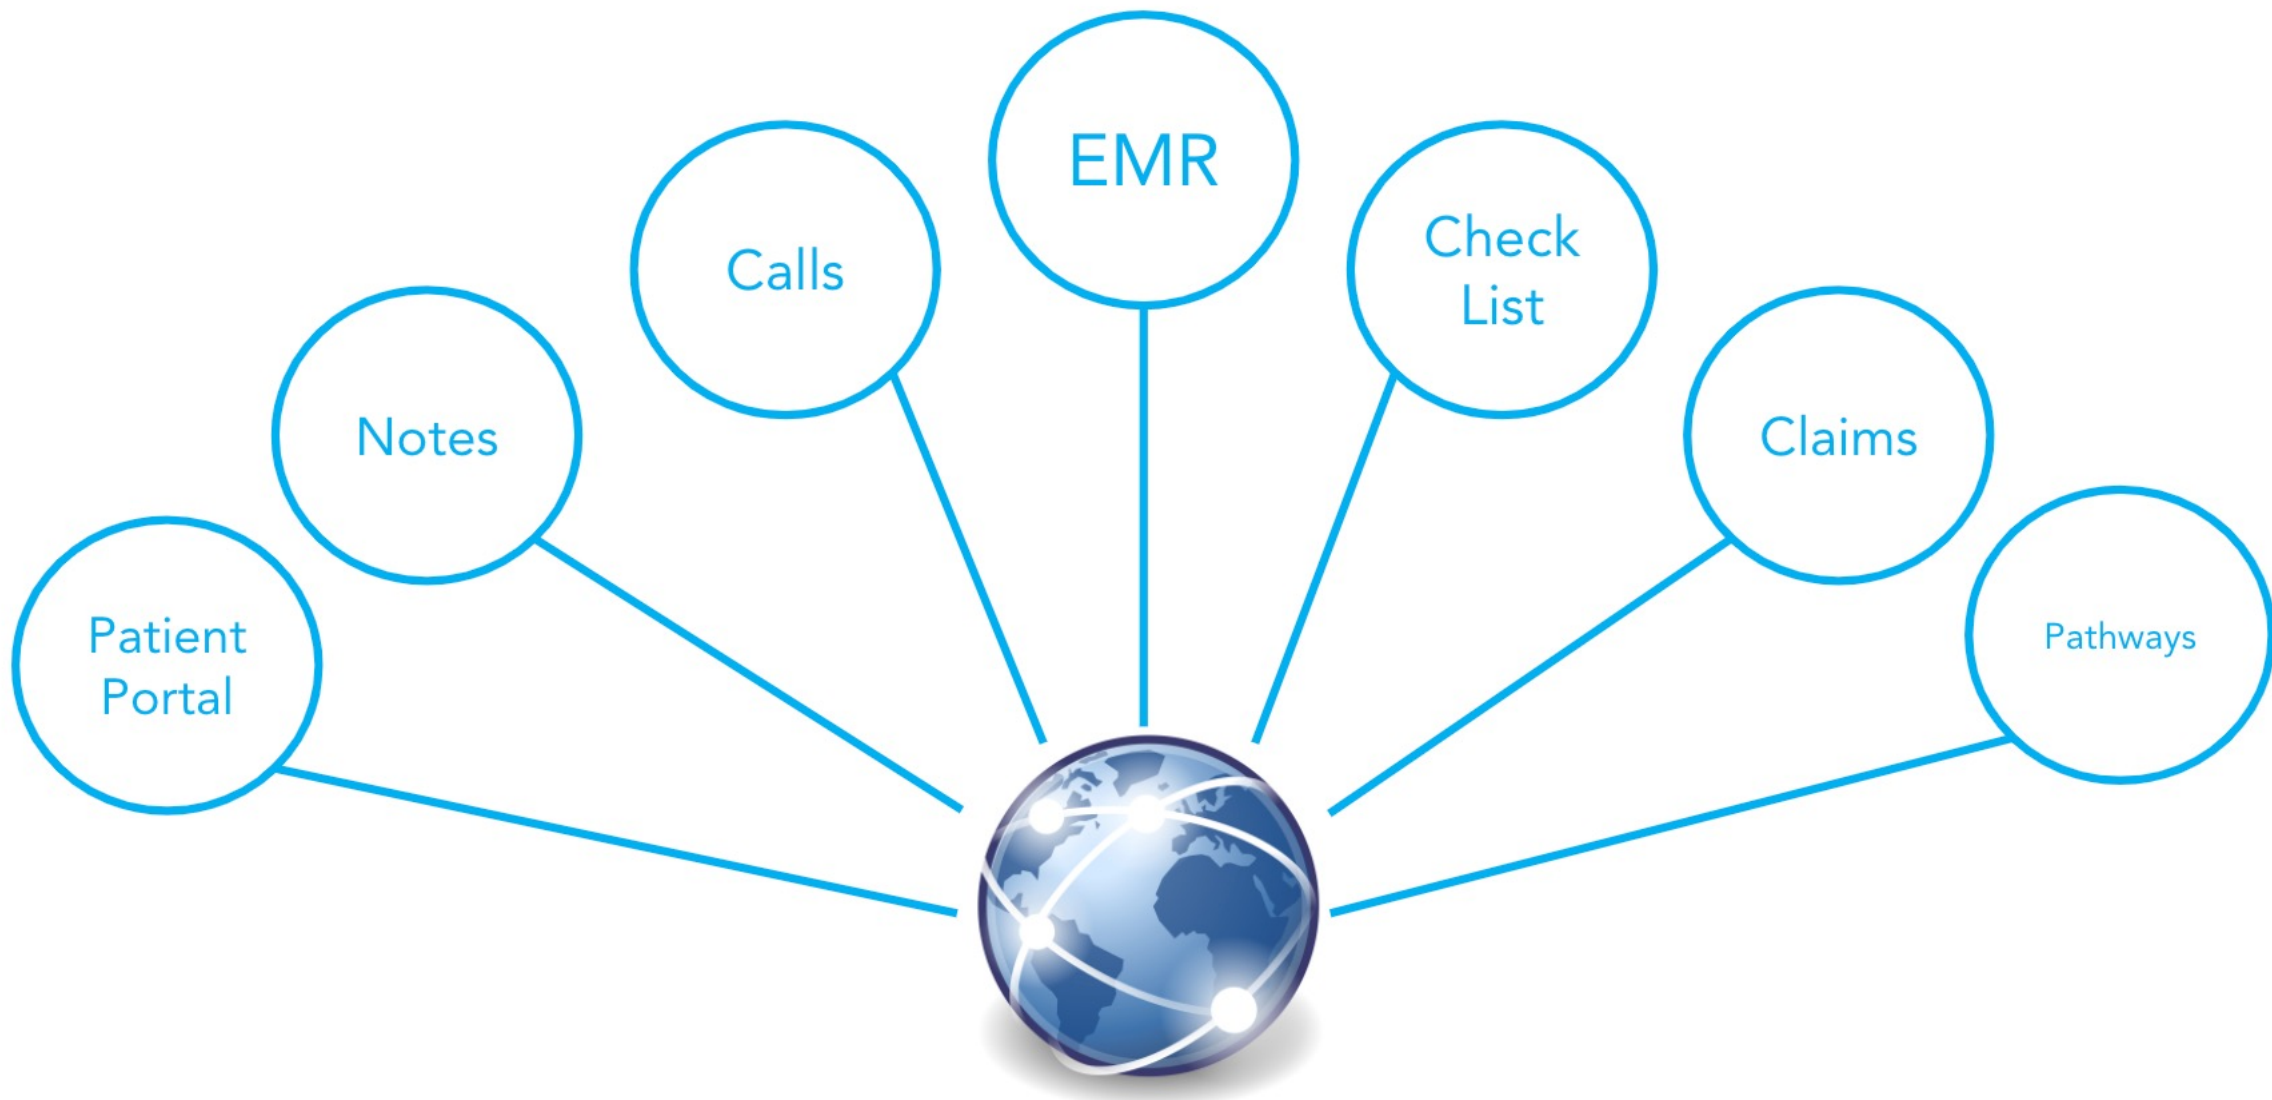 Patient
Portal
Notes
Calls
EMR
Check
List
Claims
Pathways